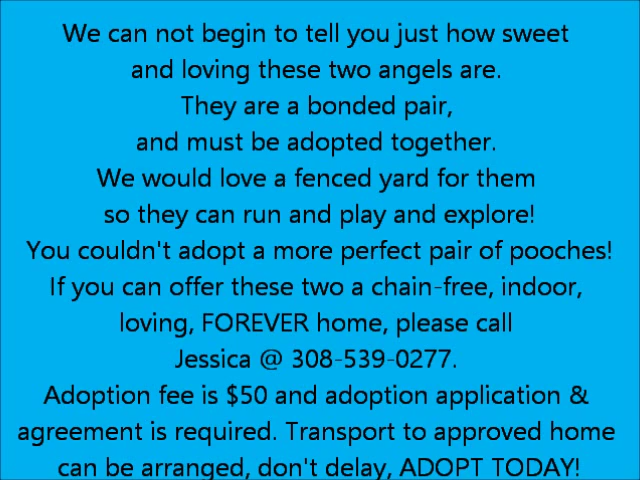 We can not begin to tell you just how sweet
and loving these two angels are.
They are a bonded pair,
and must be adopted together.
We would love a fenced yard for them
so they can run and play and explore!
You couldn't adopt a more perfect pair of pooches!
If you can offer these two a chain-free, indoor,
loving, FOREVER home, please call
Jessica @ 308-539-0277.
Adoption fee is $50 and adoption application &
agreement is required. Transport to approved home
can be arranged, don't delay, ADOPT TODAY!